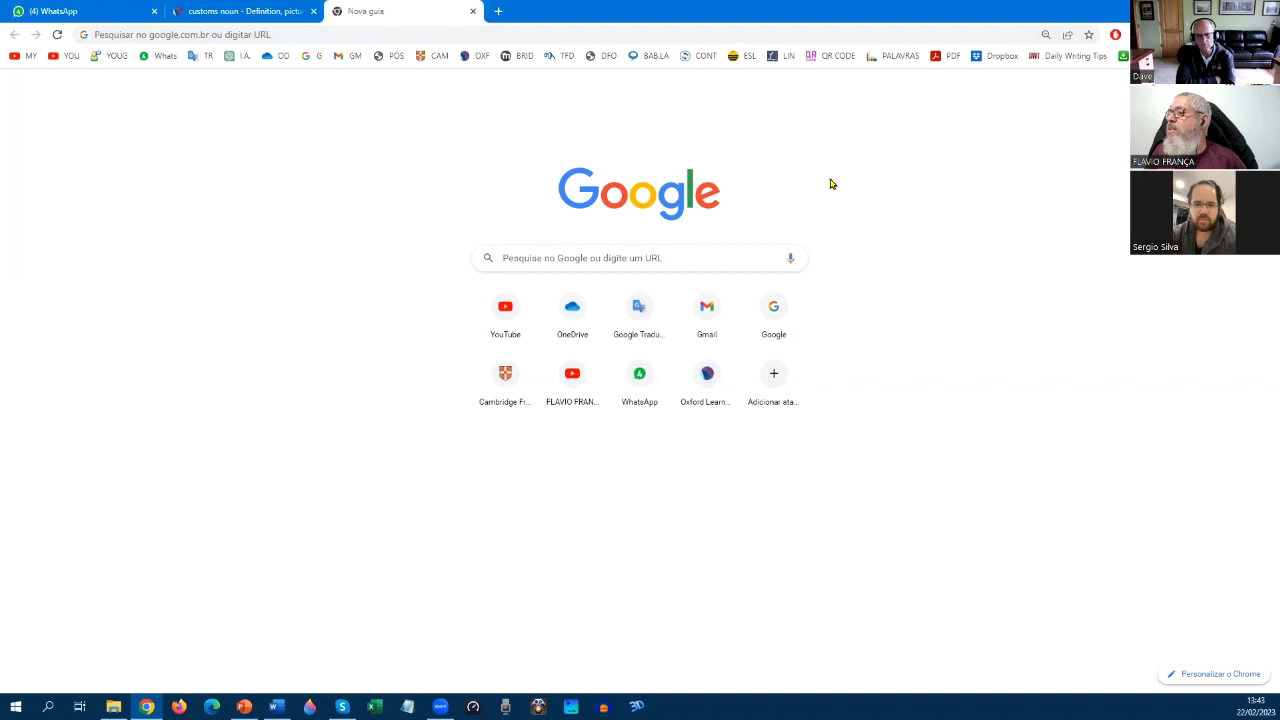 (4) WhatsApp
customs noun - Definition, pictu
Nova guia
Pesquisar no google.com.br ou digitar URL
MY YOU YOUG Whats TR I.A. OD G GM PÓS CAM OXF BRID TFD DFO BAB.LA CONT ESL LIN QR CODE PALAVRAS PDF Dropbox Daily Writing Tips
Dave
FLAVIO FRANÇA
Sergio Silva
Google
Pesquise no Google ou digite um URL
YouTube OneDrive Google Tradu... Gmail Google
Cambridge Fr... FLAVIO FRAN... WhatsApp Oxford Learn... Adicionar ata...
Personalizar o Chrome
13:43
22/02/2023